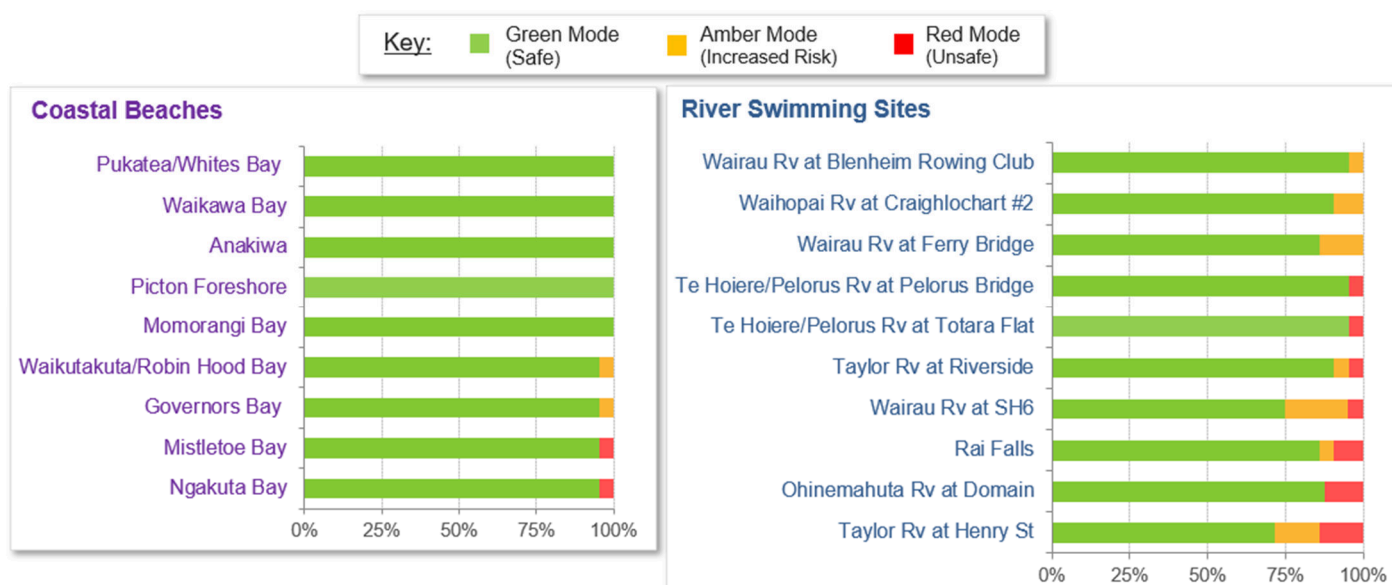 Key:
Green Mode
(Safe)
Amber Mode
(Increased Risk)
Red Mode
(Unsafe)
Coastal Beaches
Pukatea/Whites Bay
Waikawa Bay
Anakiwa
Picton Foreshore
Momorangi Bay
Waikutakuta/Robin Hood Bay
Governors Bay
Mistletoe Bay
Ngakuta Bay
0% 25% 50% 75% 100%
River Swimming Sites
Wairau Rv at Blenheim Rowing Club
Waihopai Rv at Craighlochart #2
Wairau Rv at Ferry Bridge
Te Hoiere/Pelorus Rv at Pelorus Bridge
Te Hoiere/Pelorus Rv at Totara Flat
Taylor Rv at Riverside
Wairau Rv at SH6
Rai Falls
Ohinemahuta Rv at Domain
Taylor Rv at Henry St
0% 25% 50% 75% 100%